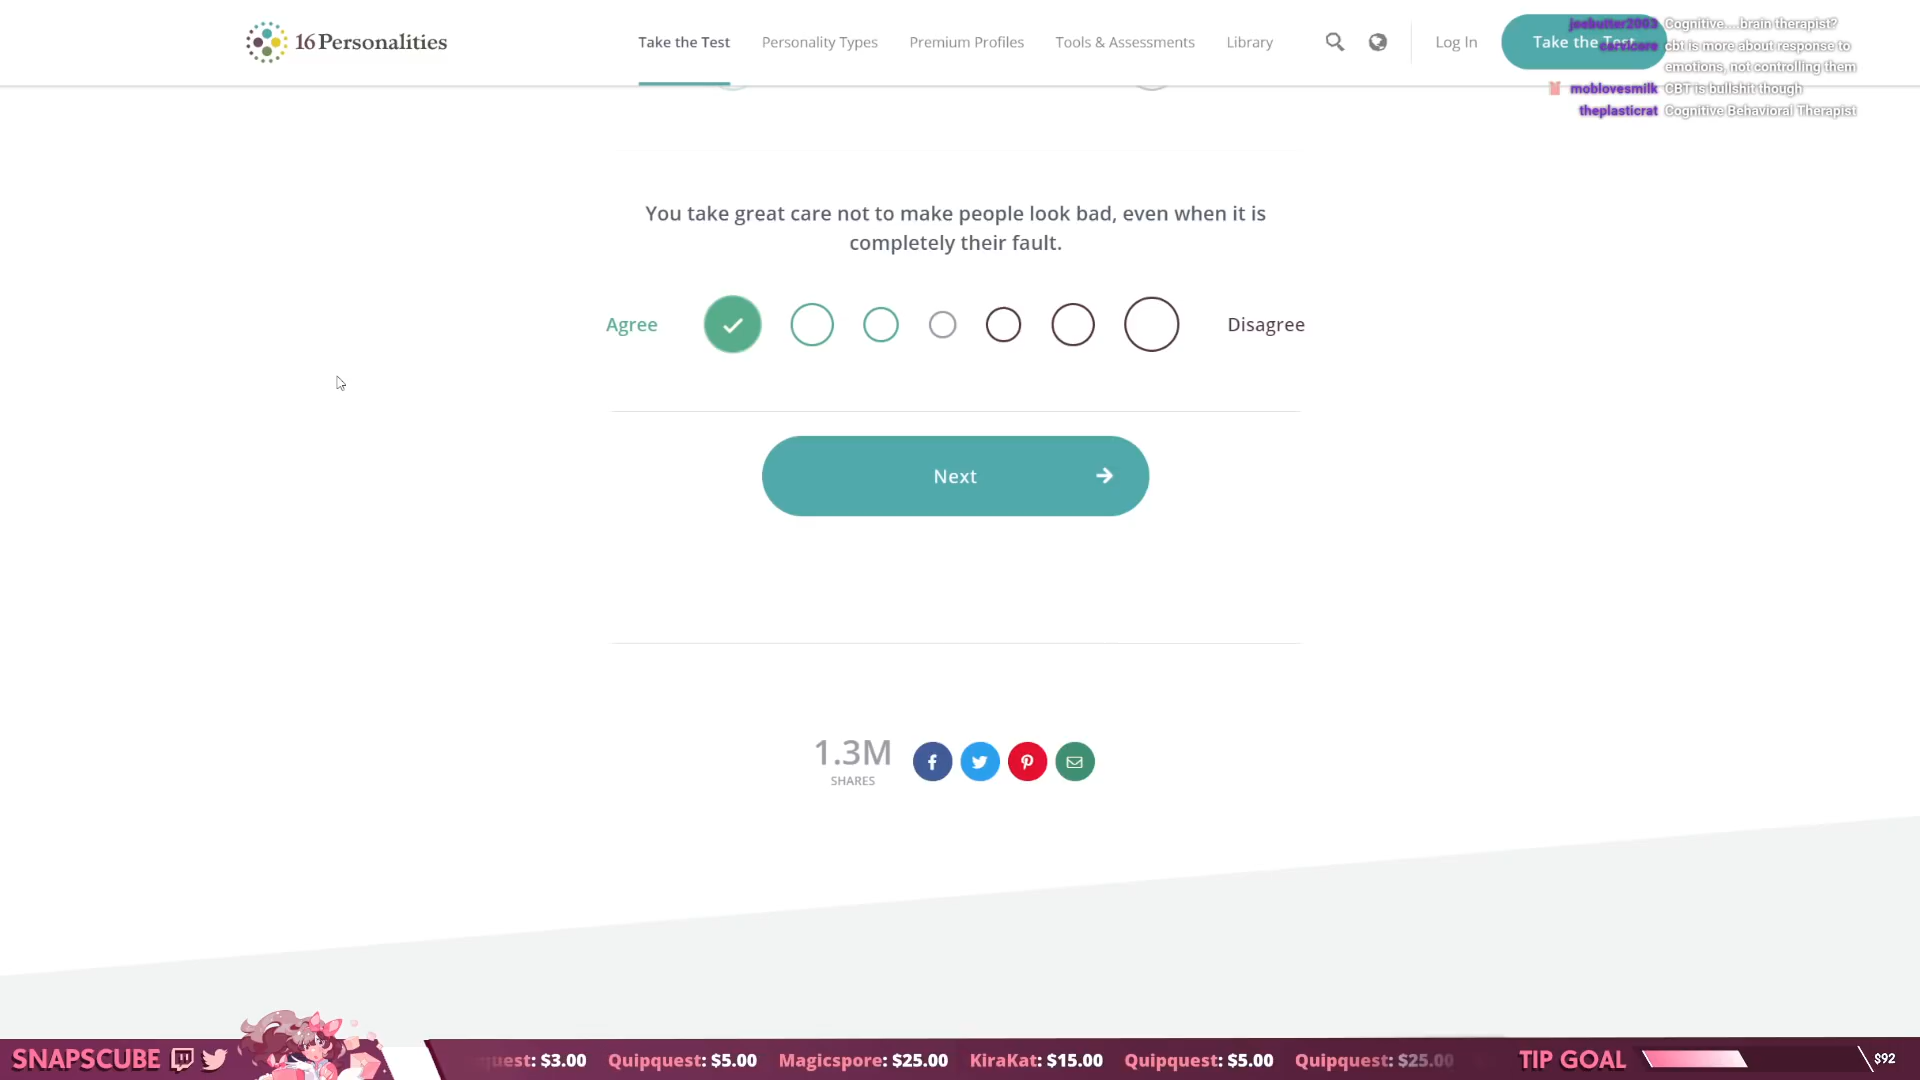 16Personalities
Take the Test
Personality Types
Premium Profiles
Tools & Assessments
Library
Log In
Take the Test
joebutter2003 Cognitive....brain therapist?
cervicore cbt is more about response to
emotions, not controlling them
moblovesmilk CBT is bullshit though
theplasticrat Cognitive Behavioral Therapist
You take great care not to make people look bad, even when it is
completely their fault.
Agree
Disagree
Next
1.3M
SHARES
SNAPSCUBE
quest: $3.00 Quipquest: $5.00 Magicspore: $25.00 KiraKat: $15.00 Quipquest: $5.00 Quipquest: $25.00
TIP GOAL
$92